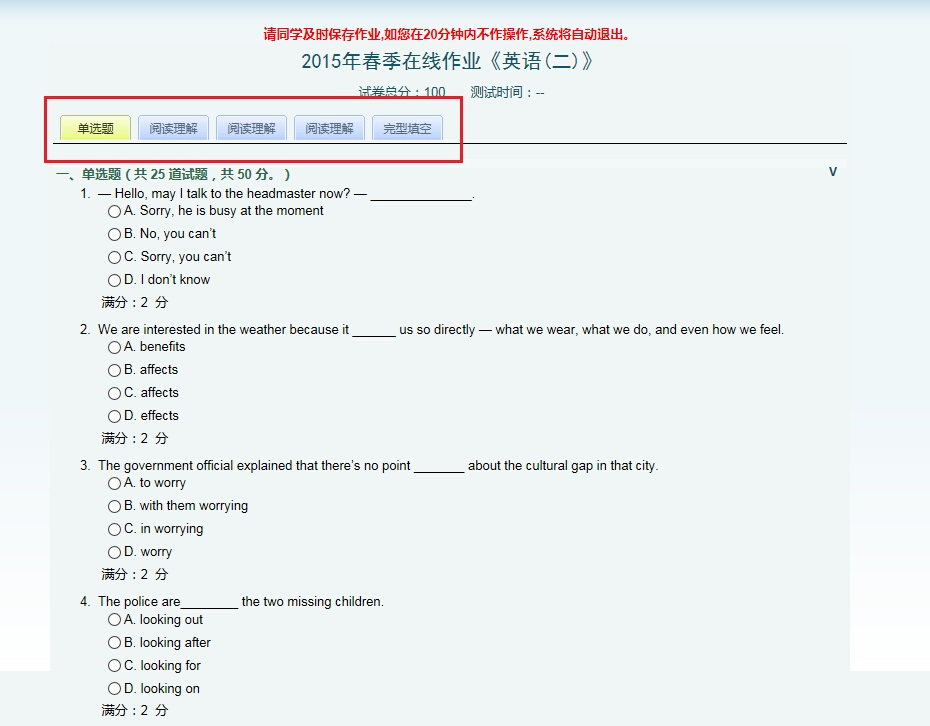 请同学及时保存作业,如您在20分钟内不作操作,系统将自动退出。
2015年春季在线作业《英语(二)》
试卷总分：100 测试时间：--
单选题 阅读理解 阅读理解 阅读理解 完型填空
一、单选题（共 25 道试题，共 50 分。） V
1. — Hello, may I talk to the headmaster now? — ______________.
A. Sorry, he is busy at the moment
B. No, you can’t
C. Sorry, you can’t
D. I don’t know
满分：2 分
2. We are interested in the weather because it ______ us so directly — what we wear, what we do, and even how we feel.
A. benefits
B. affects
C. affects
D. effects
满分：2 分
3. The government official explained that there’s no point _______ about the cultural gap in that city.
A. to worry
B. with them worrying
C. in worrying
D. worry
满分：2 分
4. The police are________ the two missing children.
A. looking out
B. looking after
C. looking for
D. looking on
满分：2 分